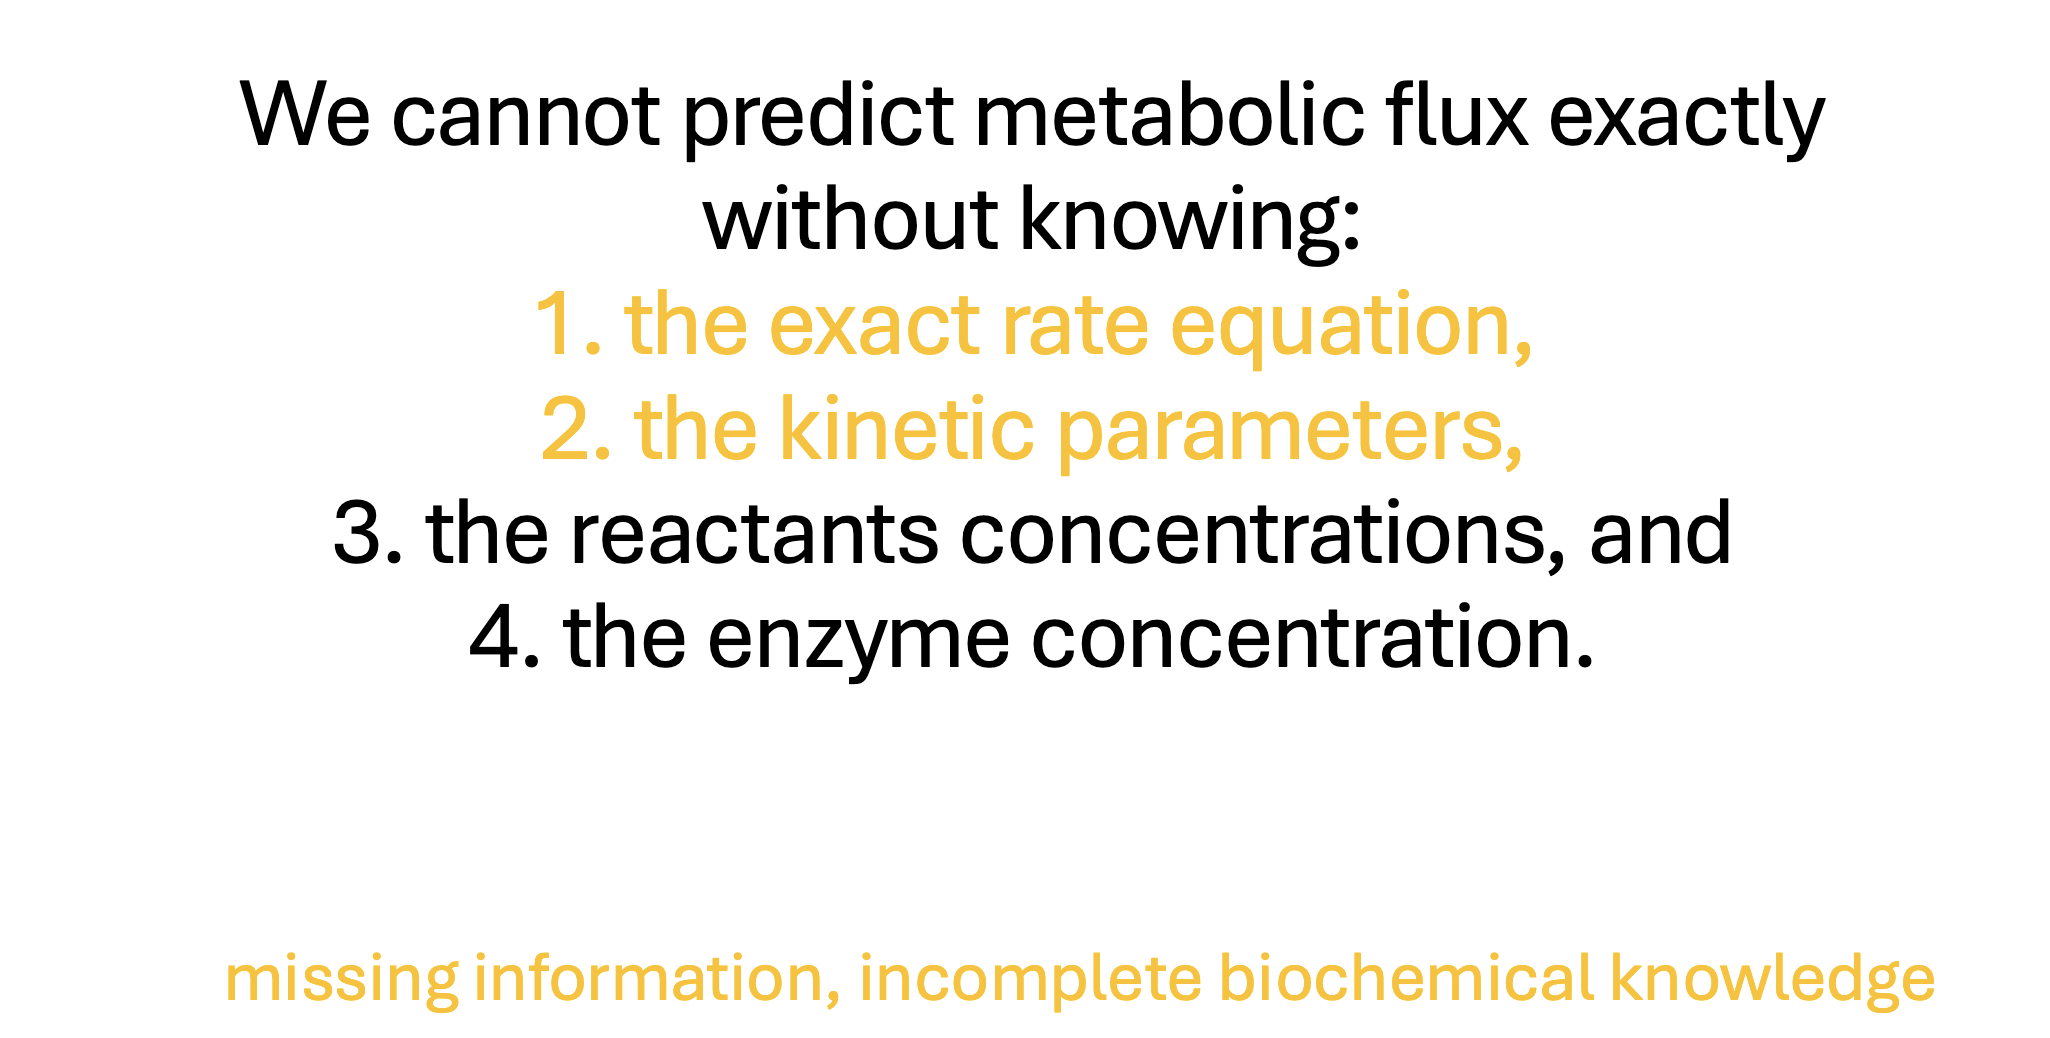 We cannot predict metabolic flux exactly
without knowing:
1. the exact rate equation,
2. the kinetic parameters,
3. the reactants concentrations, and
4. the enzyme concentration.
missing information, incomplete biochemical knowledge